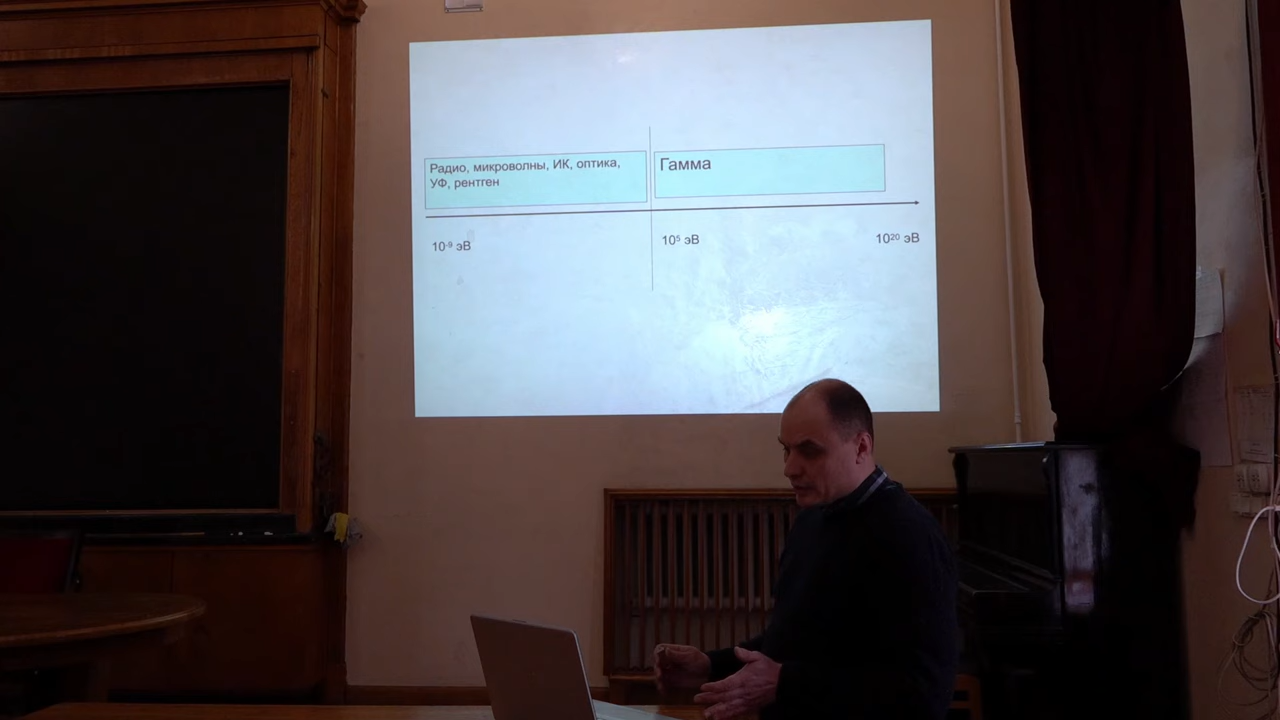 Радио, микроволны, ИК, оптика,
УФ, рентген
Гамма
10⁻⁹ эВ
10⁵ эВ
10²⁰ эВ